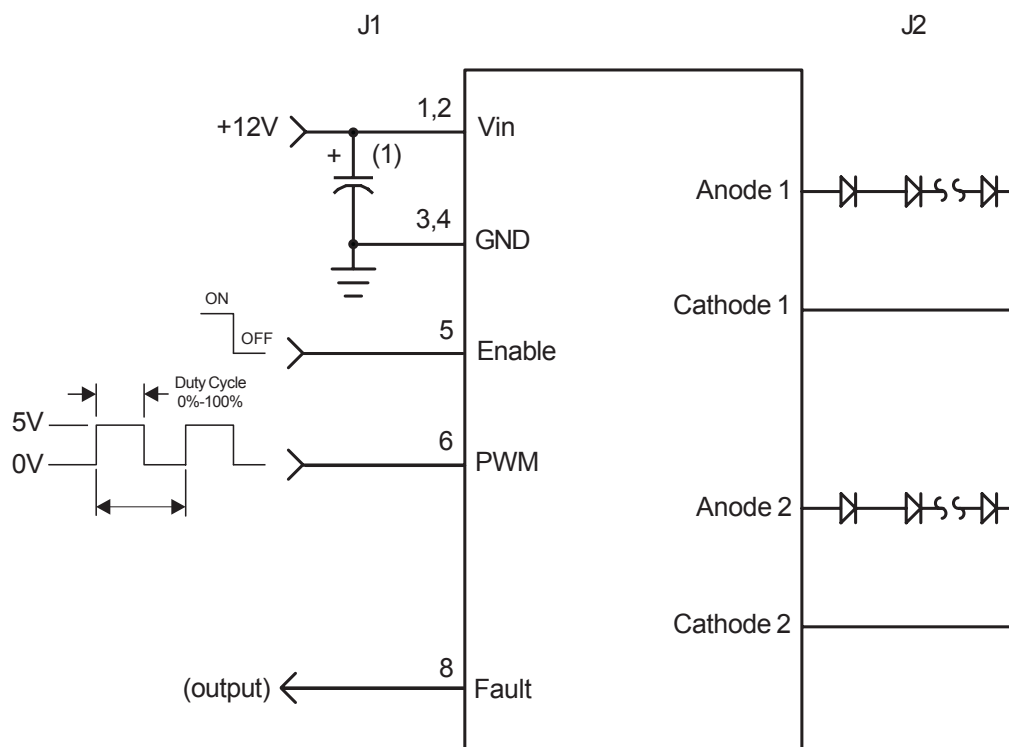 J1
J2
+12V
1,2
Vin
+
(1)
Anode 1
3,4
GND
ON
OFF
Cathode 1
5
Enable
Duty Cycle
0%-100%
5V
0V
6
PWM
Anode 2
Cathode 2
(output)
8
Fault